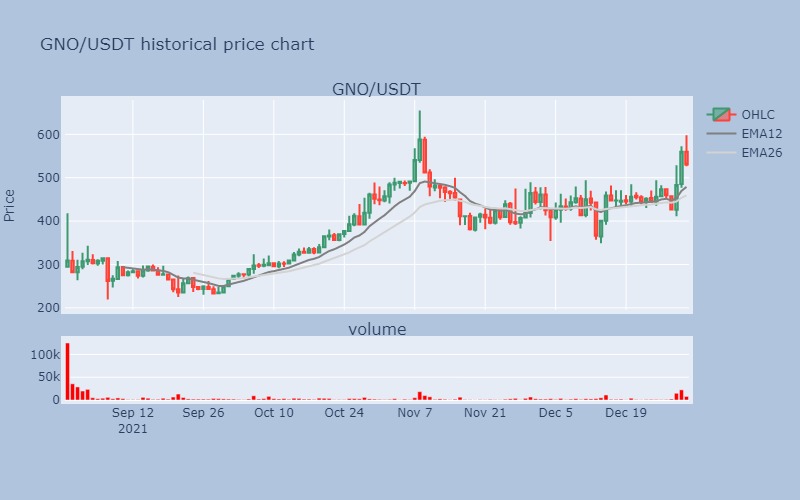 GNO/USDT historical price chart
GNO/USDT
OHLC
EMA12
EMA26
Price
600
500
400
300
200
volume
100k
50k
0
Sep 12
2021
Sep 26
Oct 10
Oct 24
Nov 7
Nov 21
Dec 5
Dec 19